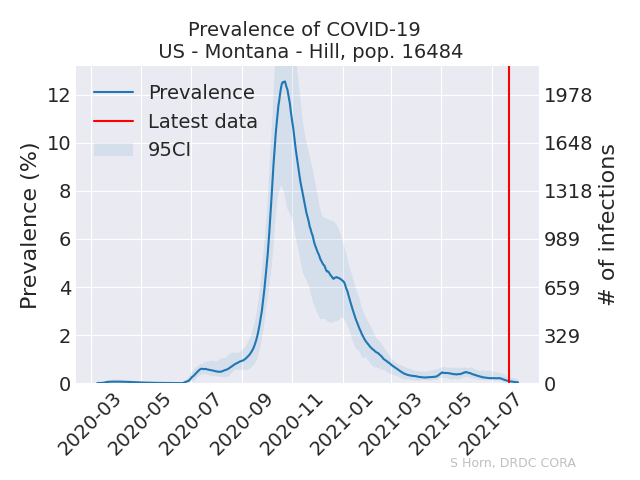 Prevalence of COVID-19
US - Montana - Hill, pop. 16484
Prevalence
Latest data
95CI
Prevalence (%)
12
10
8
6
4
2
0
1978
1648
1318
989
659
329
0
# of infections
2020-03
2020-05
2020-07
2020-09
2020-11
2021-01
2021-03
2021-05
2021-07
S Horn, DRDC CORA